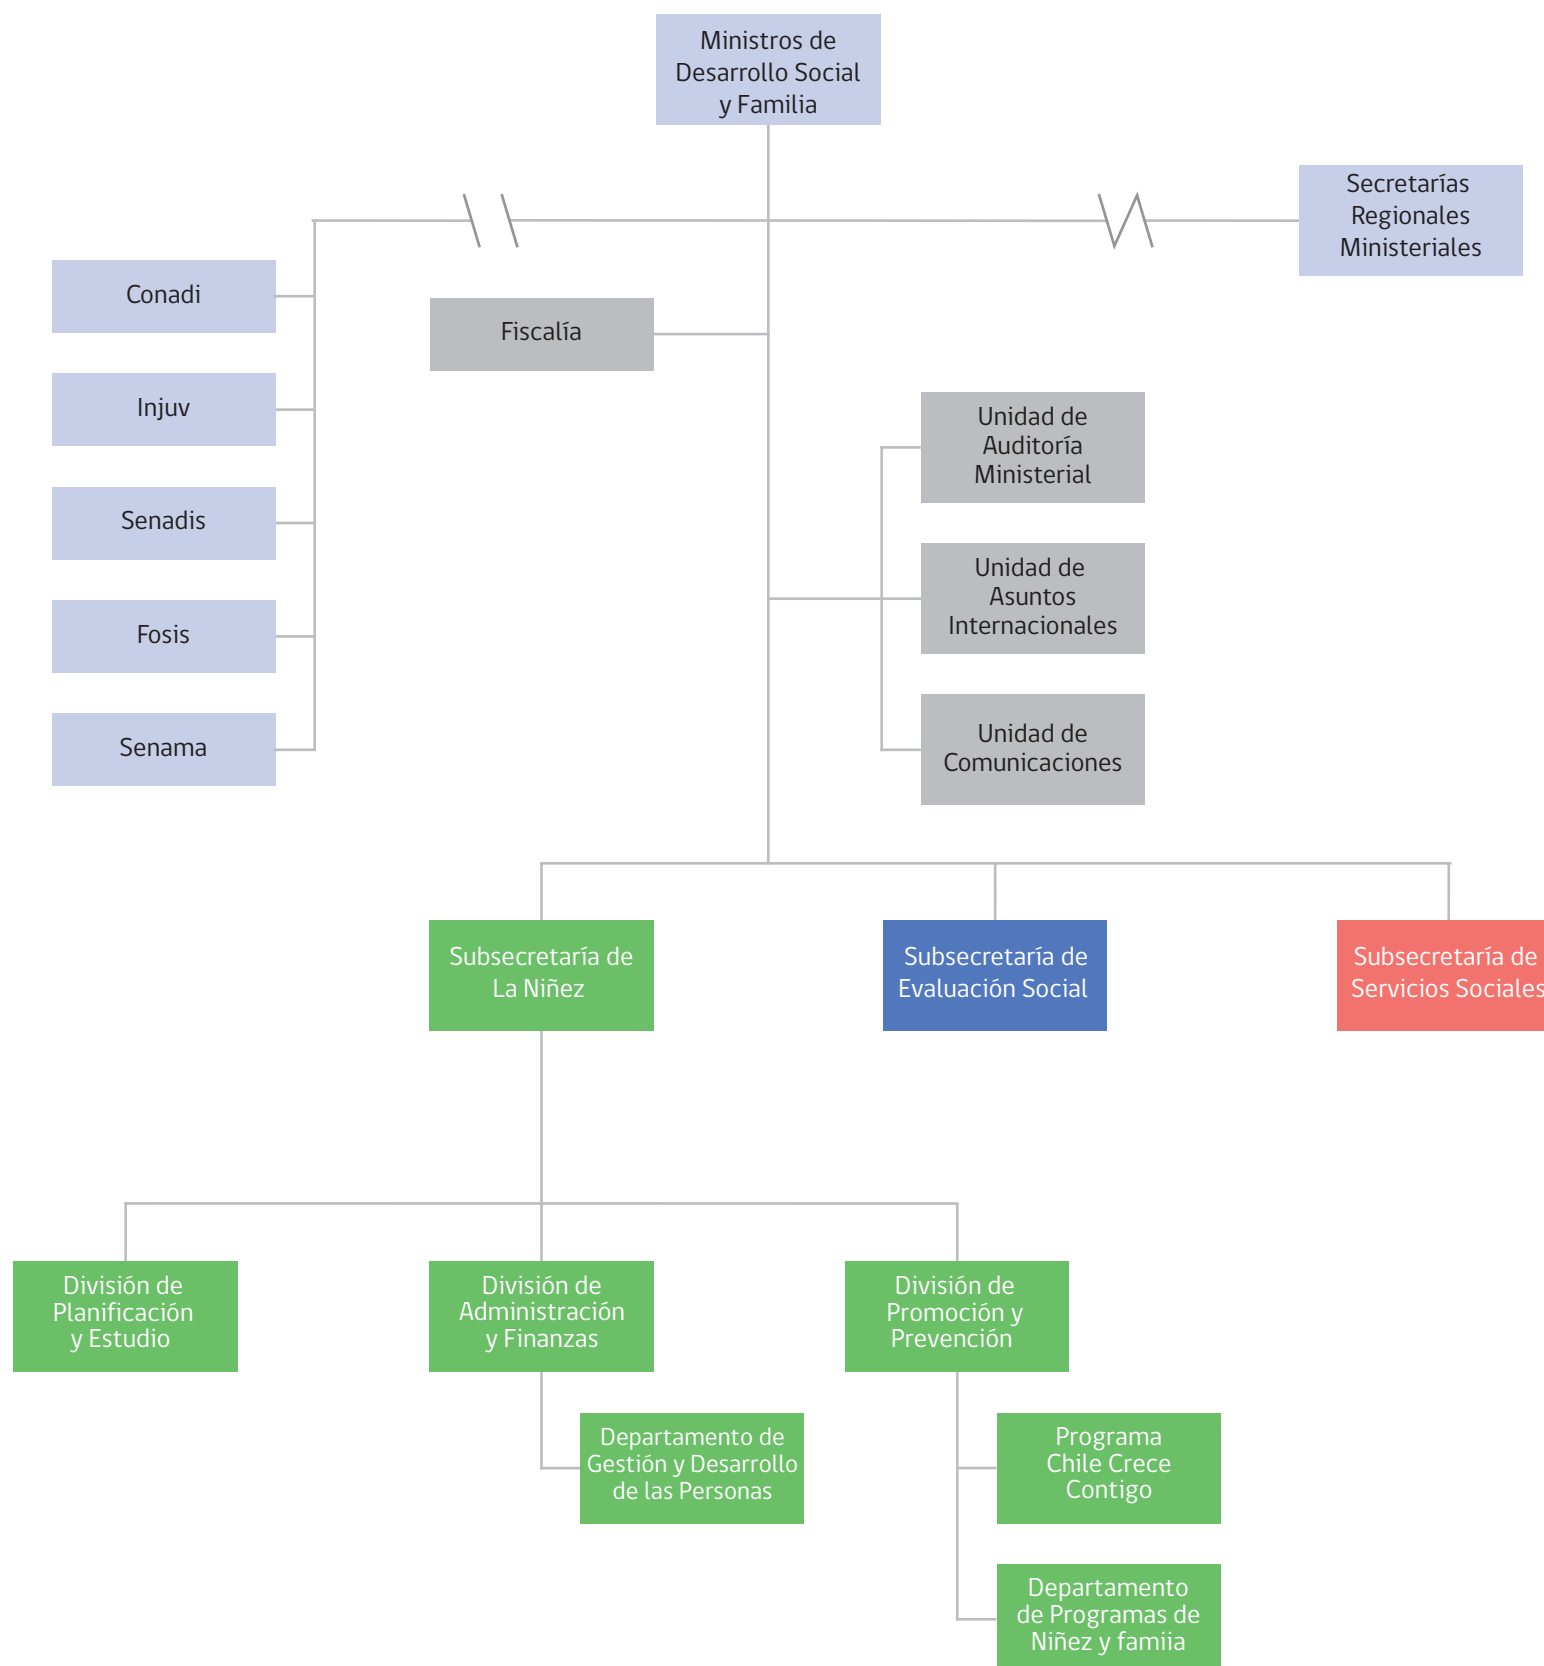 Ministros de
Desarrollo Social
y Familia
Secretarías
Regionales
Ministeriales
Conadi
Injuv
Senadis
Fosis
Senama
Fiscalía
Unidad de
Auditoría
Ministerial
Unidad de
Asuntos
Internacionales
Unidad de
Comunicaciones
Subsecretaría de
La Niñez
Subsecretaría de
Evaluación Social
Subsecretaría de
Servicios Sociales
División de
Planificación
y Estudio
División de
Administración
y Finanzas
División de
Promoción y
Prevención
Departamento de
Gestión y Desarrollo
de las Personas
Programa
Chile Crece
Contigo
Departamento
de Programas de
Niñez y famiia